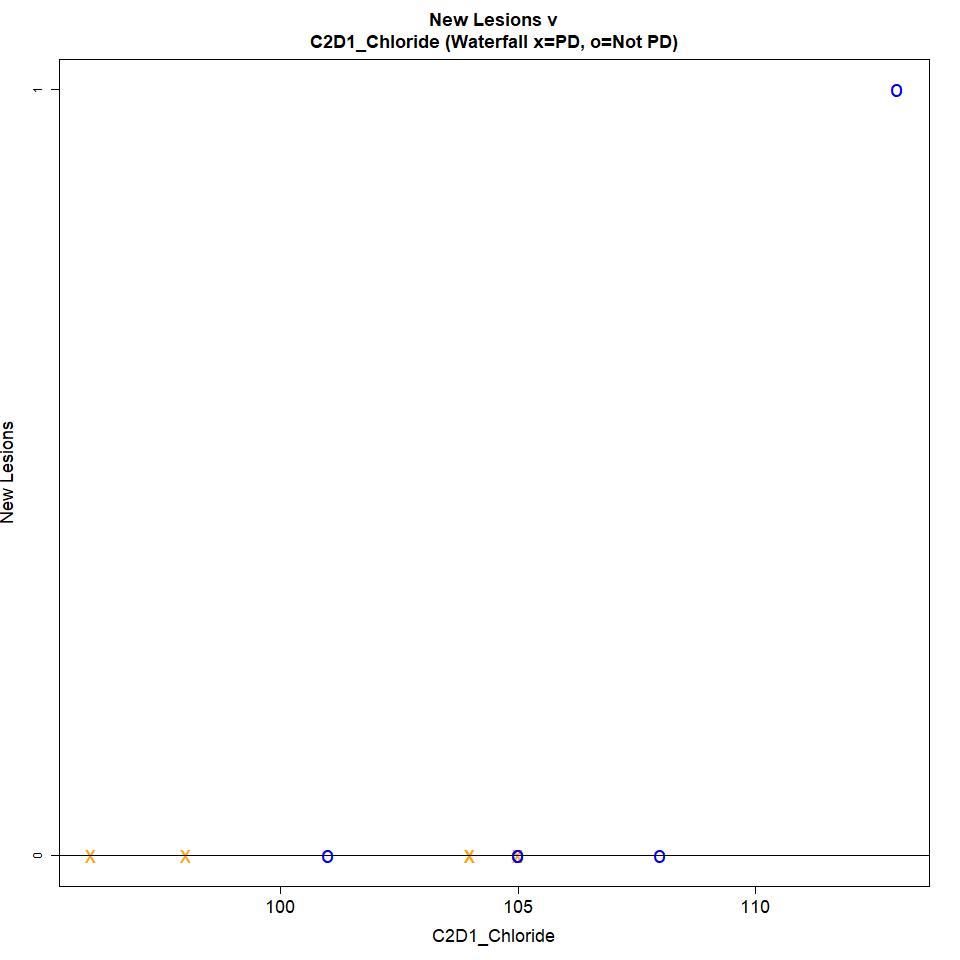 New Lesions v
C2D1_Chloride (Waterfall x=PD, o=Not PD)
1
o
New Lesions
0
x x o x o o
100 105 110
C2D1_Chloride